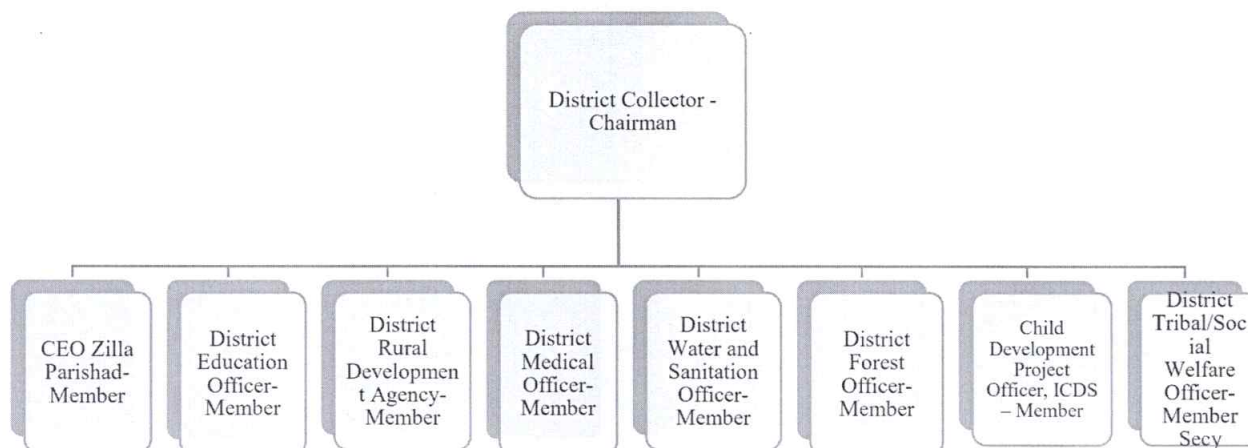 District Collector -
Chairman
CEO Zilla
Parishad-
Member
District
Education
Officer-
Member
District
Rural
Developmen
t Agency-
Member
District
Medical
Officer-
Member
District
Water and
Sanitation
Officer-
Member
District
Forest
Officer-
Member
Child
Development
Project
Officer, ICDS
– Member
District
Tribal/Soc
ial
Welfare
Officer-
Member
Secy